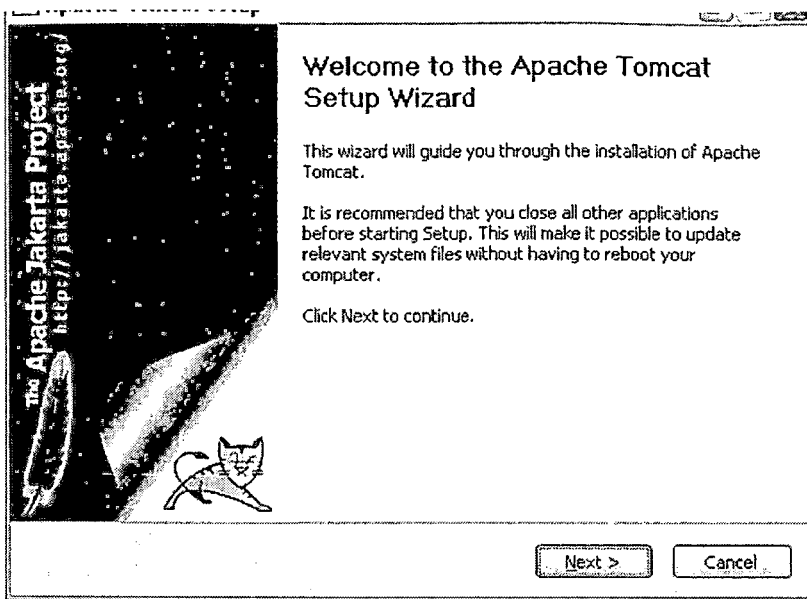 Welcome to the Apache Tomcat
Setup Wizard
This wizard will guide you through the installation of Apache
Tomcat.
It is recommended that you close all other applications
before starting Setup. This will make it possible to update
relevant system files without having to reboot your
computer.
Click Next to continue.
The Apache Jakarta Project
http://jakarta.apache.org/
Next >
Cancel